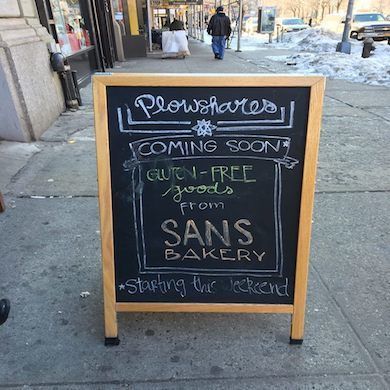 Plowshares
COMING SOON
GLUTEN-FREE
goods
from
SANS
BAKERY
*Starting this weekend